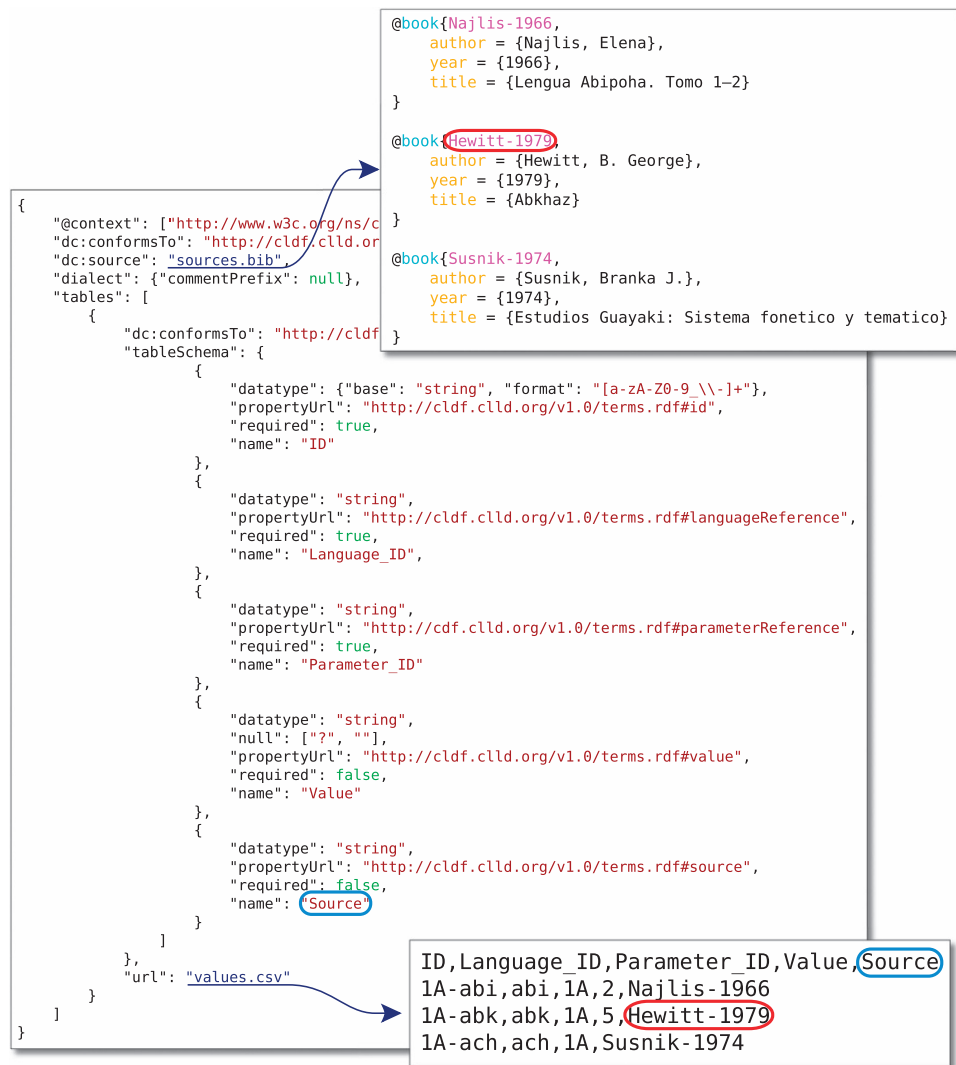 @book{Najlis-1966,
    author = {Najlis, Elena},
    year = {1966},
    title = {Lengua Abipoha. Tomo 1—2}
}
@book{Hewitt-1979,
    author = {Hewitt, B. George},
    year = {1979},
    title = {Abkhaz}
}
@book{Susnik-1974,
    author = {Susnik, Branka J.},
    year = {1974},
    title = {Estudios Guayaki: Sistema fonetico y tematico}
}
{
    "@context": ["http://www.w3c.org/ns/c
    "dc:conformsTo": "http://cldf.clld.or
    "dc:source": "sources.bib",
    "dialect": {"commentPrefix": null},
    "tables": [
        {
            "dc:conformsTo": "http://cldf
            "tableSchema": {
                    {
                        "datatype": {"base": "string", "format": "[a-zA-Z0-9_\\-]+"},
                        "propertyUrl": "http://cldf.clld.org/v1.0/terms.rdf#id",
                        "required": true,
                        "name": "ID"
                    },
                    {
                        "datatype": "string",
                        "propertyUrl": "http://cldf.clld.org/v1.0/terms.rdf#languageReference",
                        "required": true,
                        "name": "Language_ID",
                    },
                    {
                        "datatype": "string",
                        "propertyUrl": "http://cdf.clld.org/v1.0/terms.rdf#parameterReference",
                        "required": true,
                        "name": "Parameter_ID"
                    },
                    {
                        "datatype": "string",
                        "null": ["?", ""],
                        "propertyUrl": "http://cldf.clld.org/v1.0/terms.rdf#value",
                        "required": false,
                        "name": "Value"
                    },
                    {
                        "datatype": "string",
                        "propertyUrl": "http://cldf.clld.org/v1.0/terms.rdf#source",
                        "required": false,
                        "name": "Source"
                    }
                ]
            },
            "url": "values.csv"
        }
    ]
}
ID,Language_ID,Parameter_ID,Value,Source
1A-abi,abi,1A,2,Najlis-1966
1A-abk,abk,1A,5,Hewitt-1979
1A-ach,ach,1A,Susnik-1974